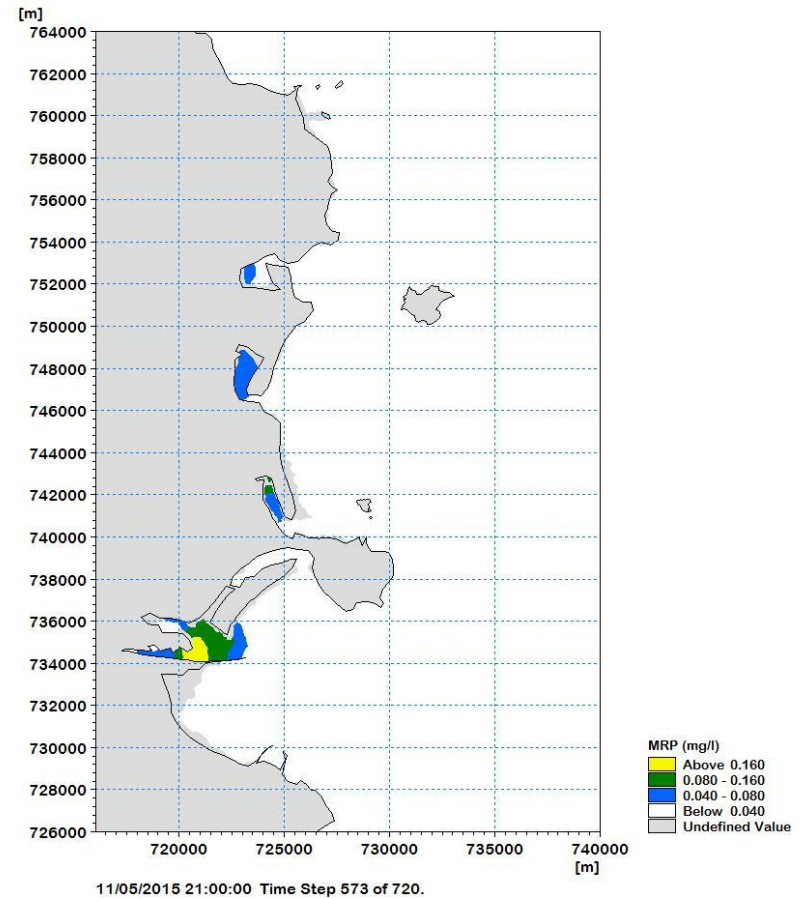 [m]
764000
762000
760000
758000
756000
754000
752000
750000
748000
746000
744000
742000
740000
738000
736000
734000
732000
730000
728000
726000
720000 725000 730000 735000 740000
[m]
MRP (mg/l)
Above 0.160
0.080 - 0.160
0.040 - 0.080
Below 0.040
Undefined Value
11/05/2015 21:00:00 Time Step 573 of 720.